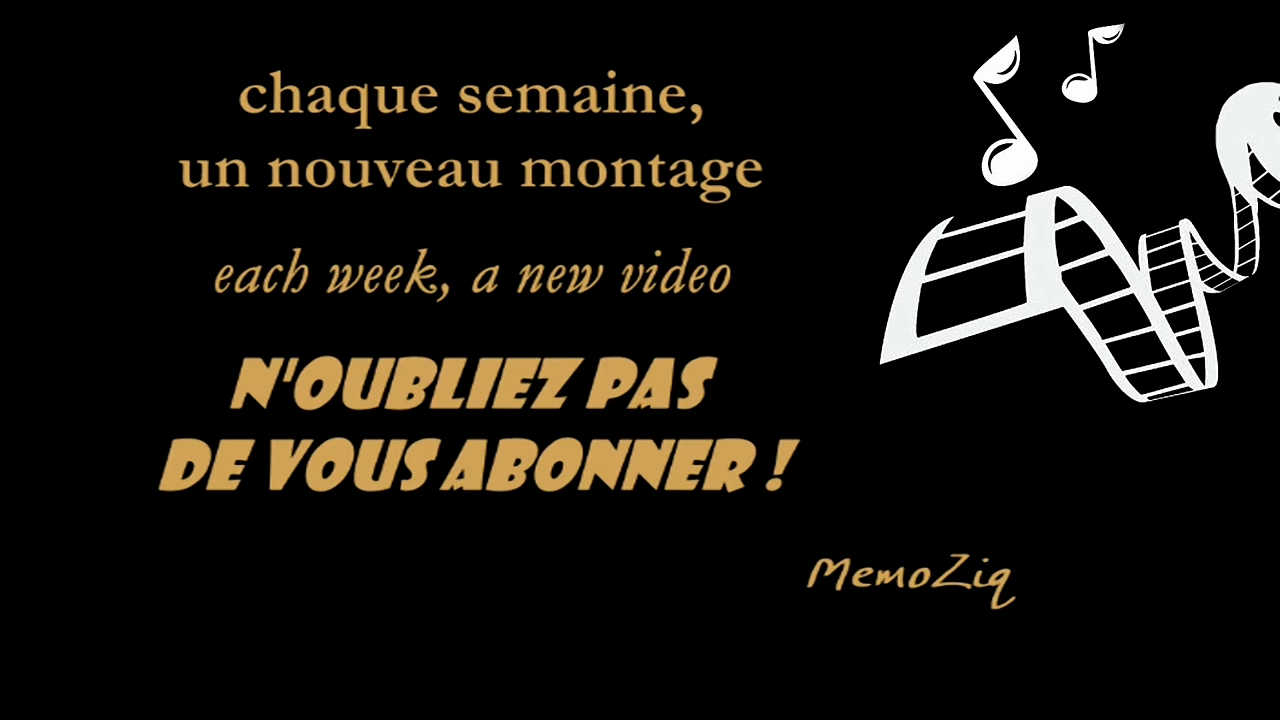 chaque semaine,
un nouveau montage
each week, a new video
N'OUBLIEZ PAS
DE VOUS ABONNER !
MemoZiq